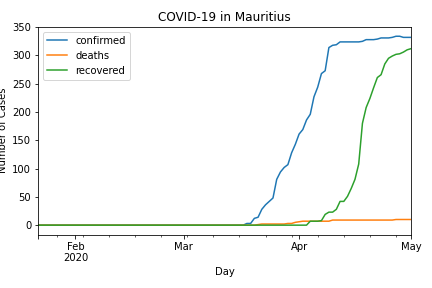 COVID-19 in Mauritius
350
300
250
200
150
100
50
0
Number of Cases
confirmed
deaths
recovered
Feb
2020
Mar
Apr
May
Day